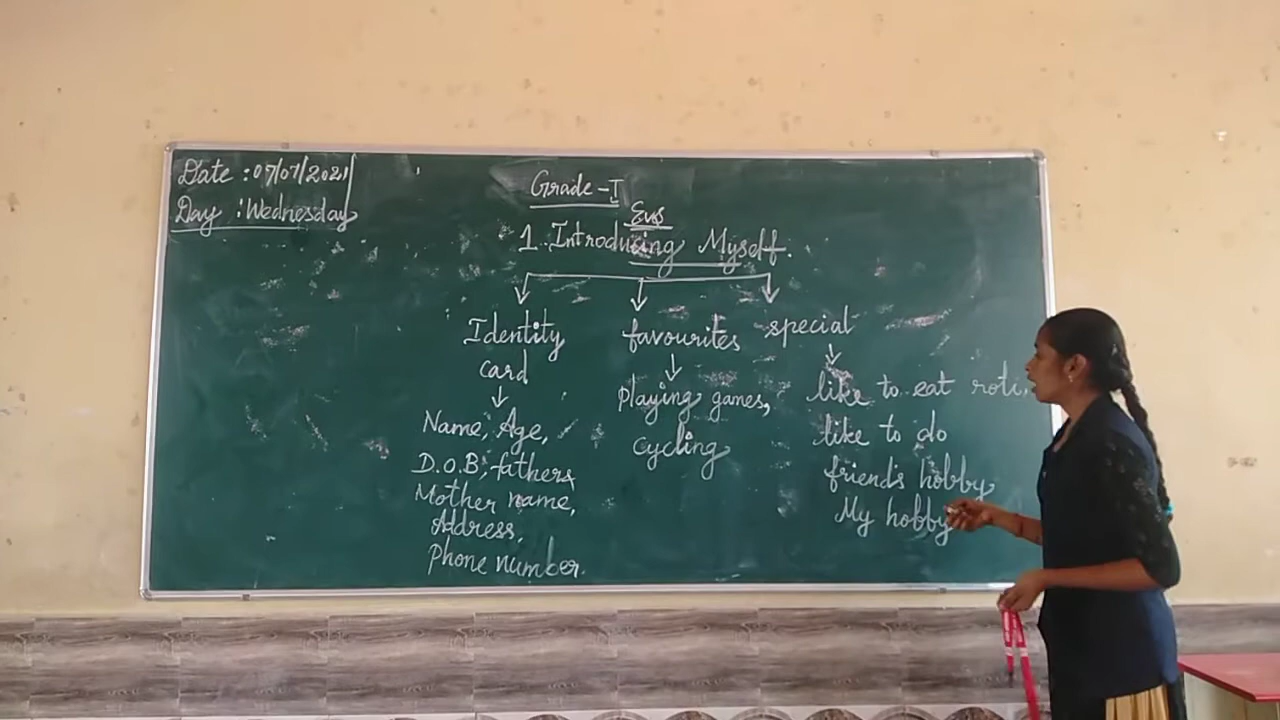 Date : 07/07/2021
Day : Wednesday
Grade - I
Evs
1. Introducing Myself.
Identity
card
Name, Age,
D.O.B, fathers
Mother name,
Address,
Phone number.
favourites
Playing games,
cycling
special
like to eat roti,
like to do
friend's hobby
My hobby